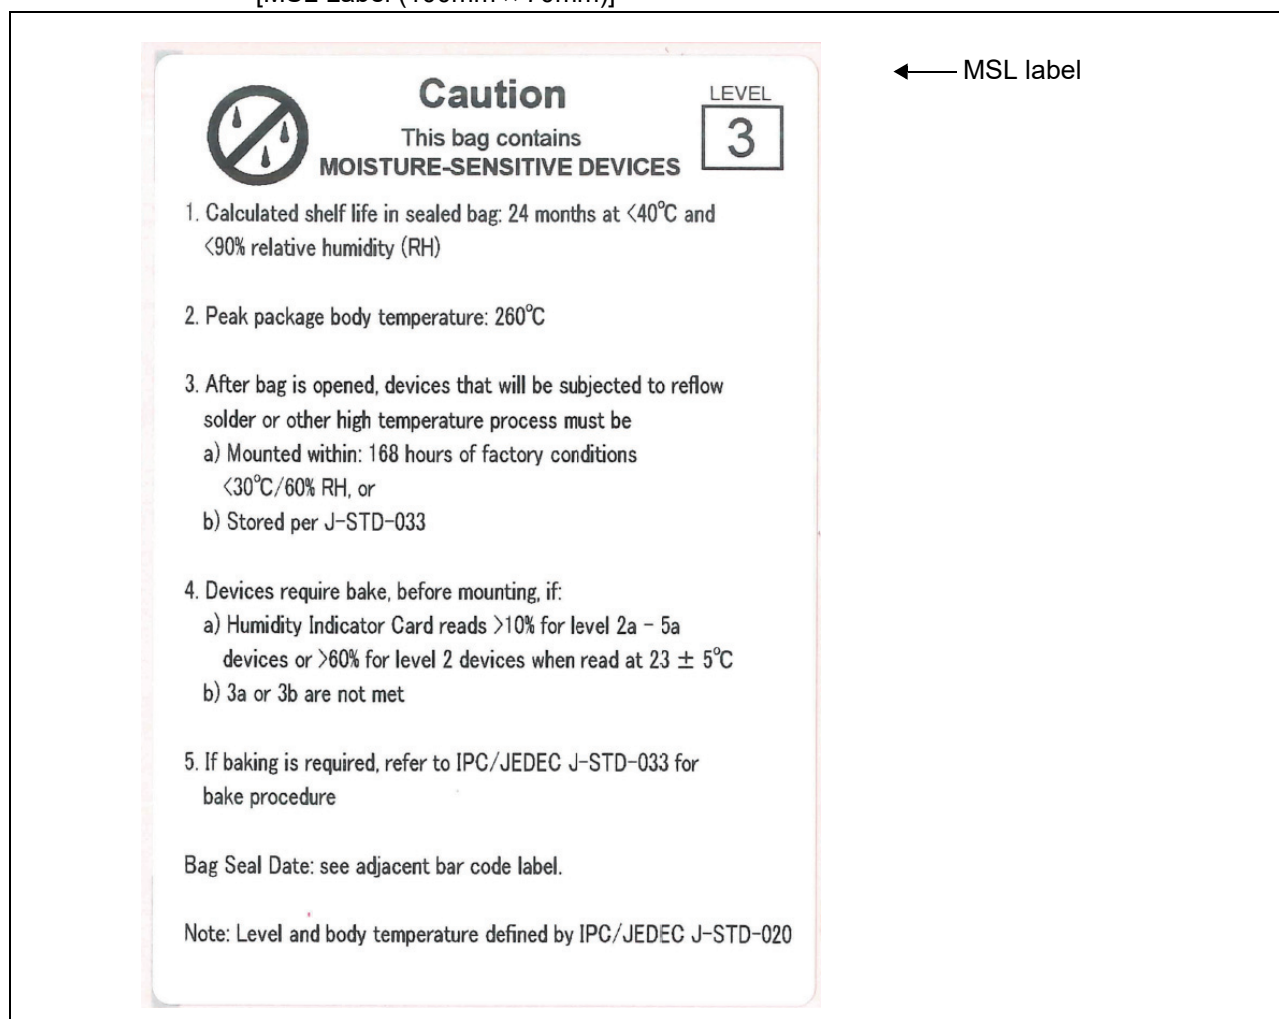 [MSL Label
MSL label
Caution
LEVEL
3
This bag contains
MOISTURE-SENSITIVE DEVICES
1. Calculated shelf life in sealed bag: 24 months at <40°C and
<90% relative humidity (RH)
2. Peak package body temperature: 260°C
3. After bag is opened, devices that will be subjected to reflow
solder or other high temperature process must be
a) Mounted within: 168 hours of factory conditions
<30°C/60% RH, or
b) Stored per J-STD-033
4. Devices require bake, before mounting, if:
a) Humidity Indicator Card reads >10% for level 2a - 5a
devices or >60% for level 2 devices when read at 23 ± 5°C
b) 3a or 3b are not met
5. If baking is required, refer to IPC/JEDEC J-STD-033 for
bake procedure
Bag Seal Date: see adjacent bar code label.
Note: Level and body temperature defined by IPC/JEDEC J-STD-020